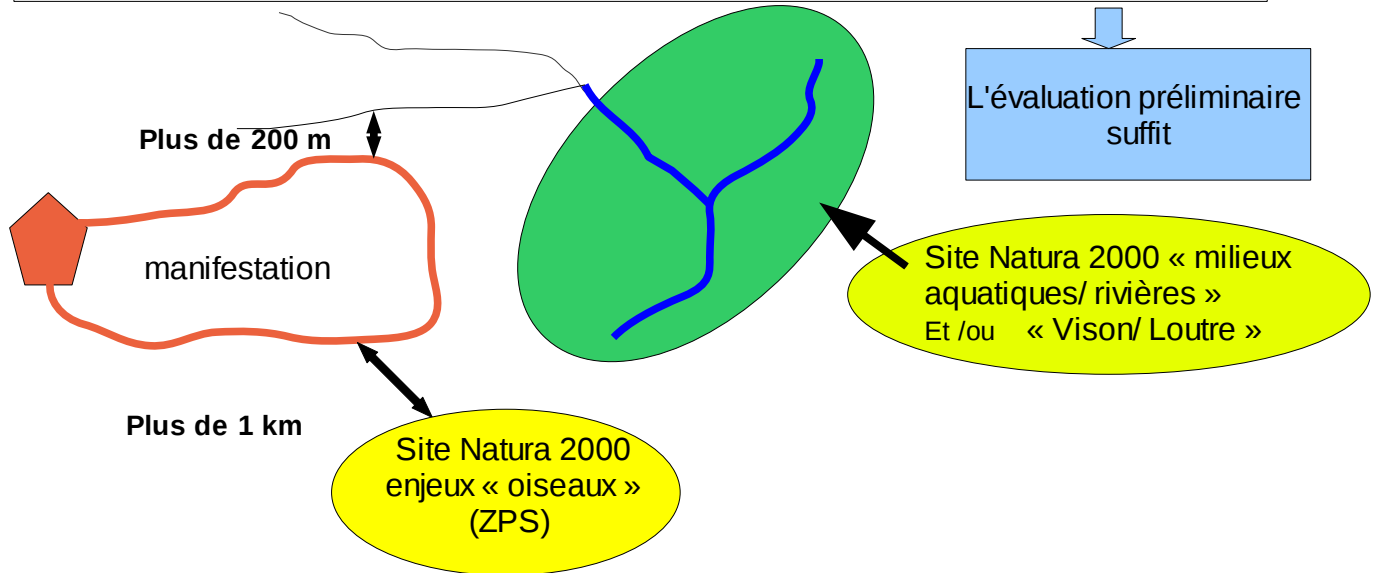 L'évaluation préliminaire
suffit
Plus de 200 m
manifestation
Site Natura 2000 « milieux
aquatiques/ rivières »
Et /ou « Vison/ Loutre »
Plus de 1 km
Site Natura 2000
enjeux « oiseaux »
(ZPS)